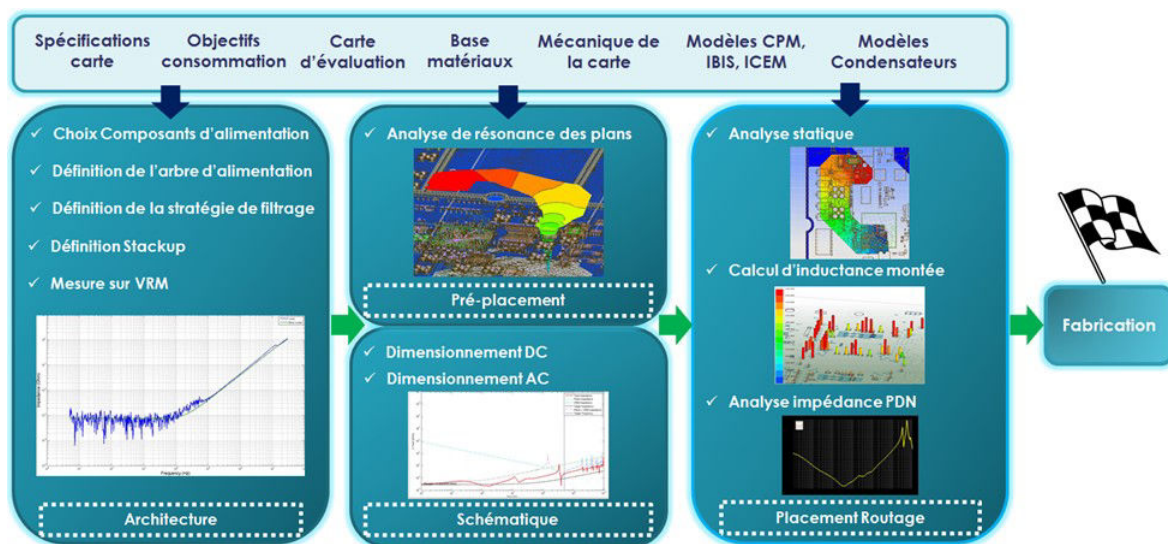 Spécifications
carte
Objectifs
consommation
Carte
d'évaluation
Base
matériaux
Mécanique de
la carte
Modèles CPM,
IBIS, ICEM
Modèles
Condensateurs
✓ Choix Composants d'alimentation
✓ Définition de l'arbre d'alimentation
✓ Définition de la stratégie de filtrage
✓ Définition Stackup
✓ Mesure sur VRM
Frequency (Hz)
Architecture
✓ Analyse de résonance des plans
Pré-placement
✓ Dimensionnement DC
✓ Dimensionnement AC
Schématique
✓ Analyse statique
✓ Calcul d'inductance montée
✓ Analyse impédance PDN
Placement Routage
Fabrication